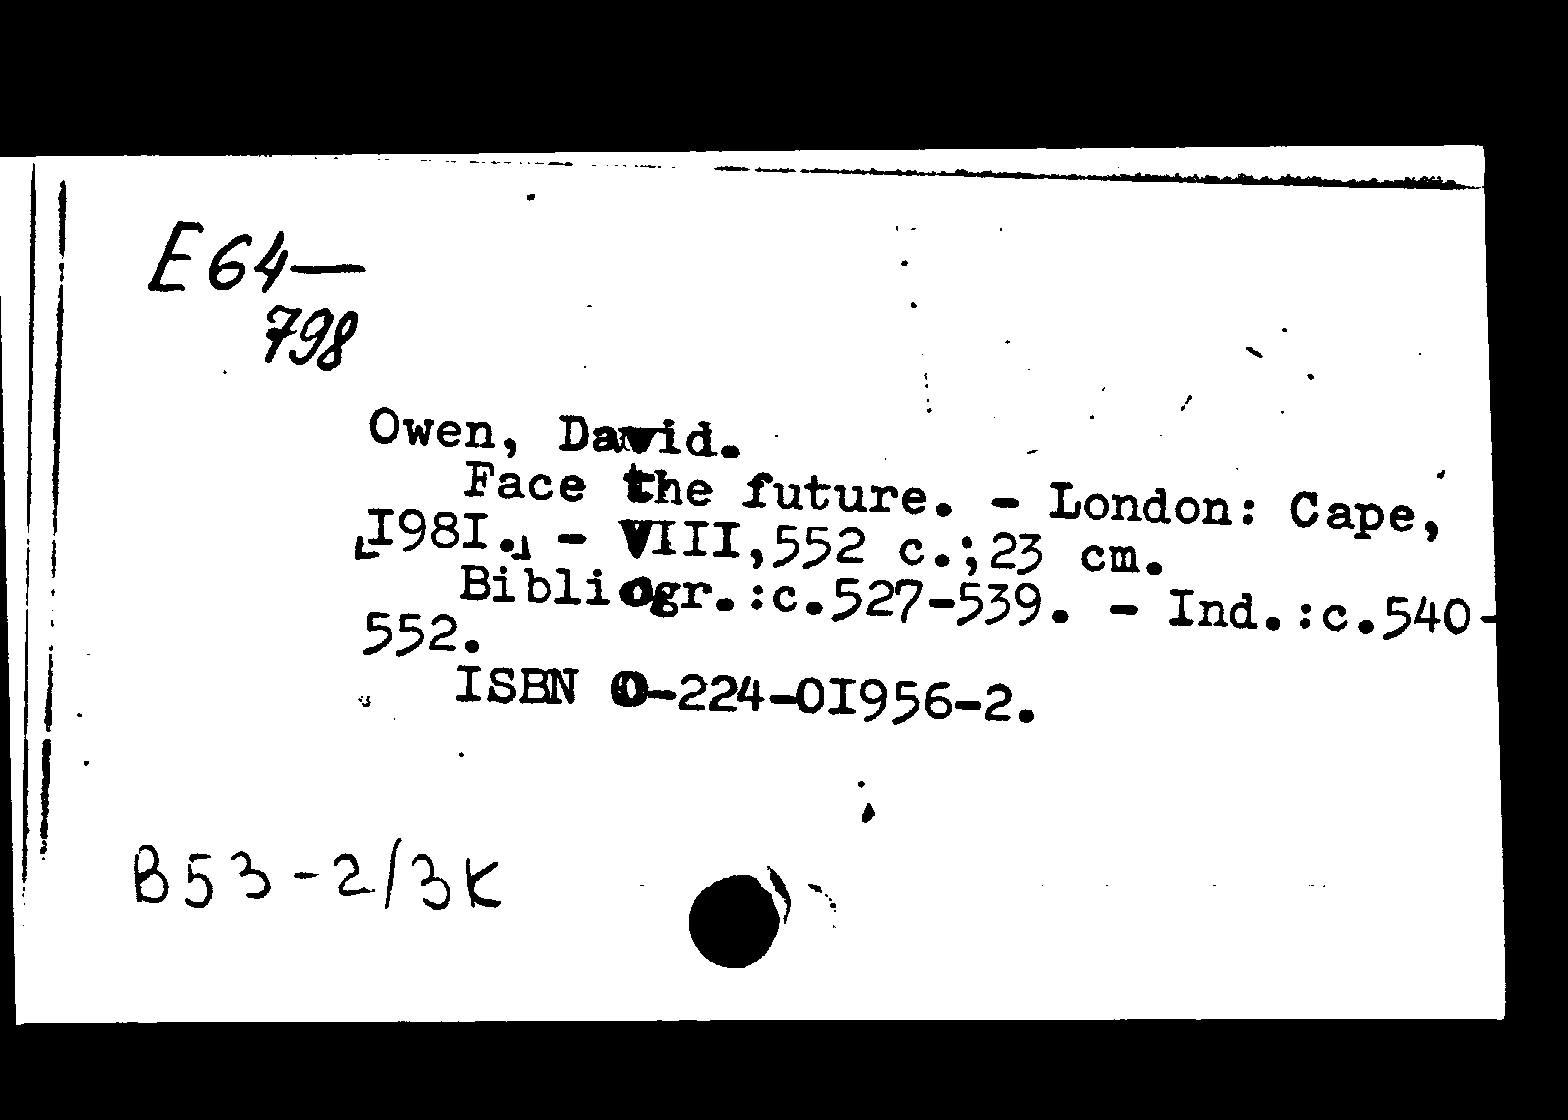 E64—
798
Owen, David.
Face the future. - London: Cape,
[I98I.] - VIII,552 c.;23 cm.
Bibliogr.:c.527-539. - Ind.:c.540-
552.
ISBN 0-224-0I956-2.
B53-2/3K